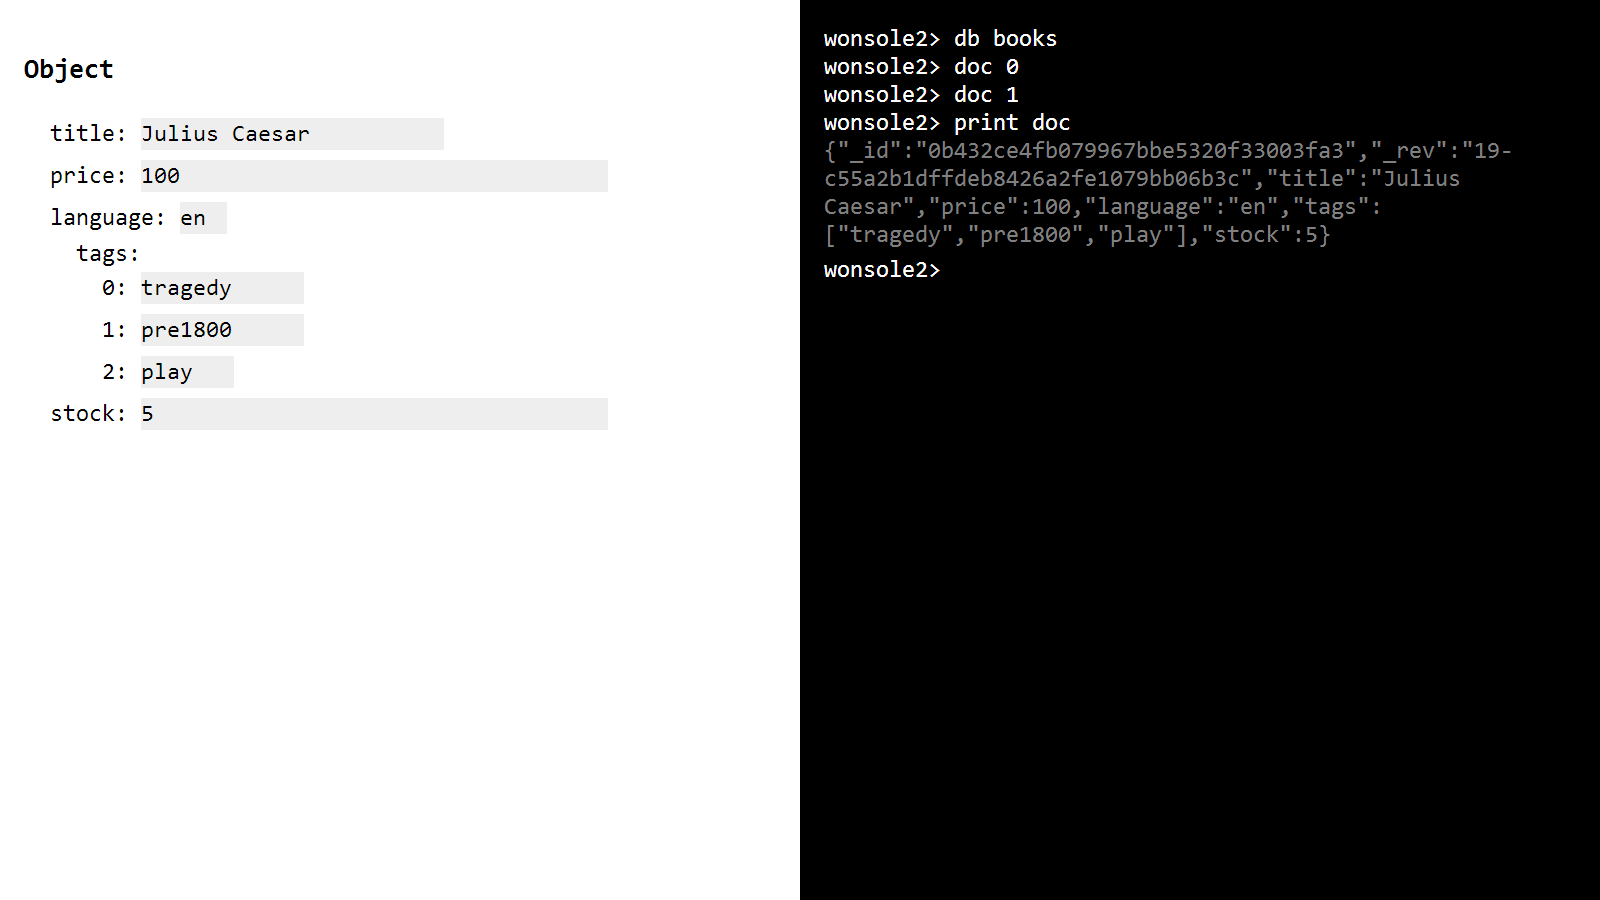 Object
title: Julius Caesar
price: 100
language: en
tags:
0: tragedy
1: pre1800
2: play
stock: 5
wonsole2> db books
wonsole2> doc 0
wonsole2> doc 1
wonsole2> print doc
{"_id":"0b432ce4fb079967bbe5320f33003fa3","_rev":"19-
c55a2b1dffdeb8426a2fe1079bb06b3c","title":"Julius
Caesar","price":100,"language":"en","tags":
["tragedy","pre1800","play"],"stock":5}
wonsole2>